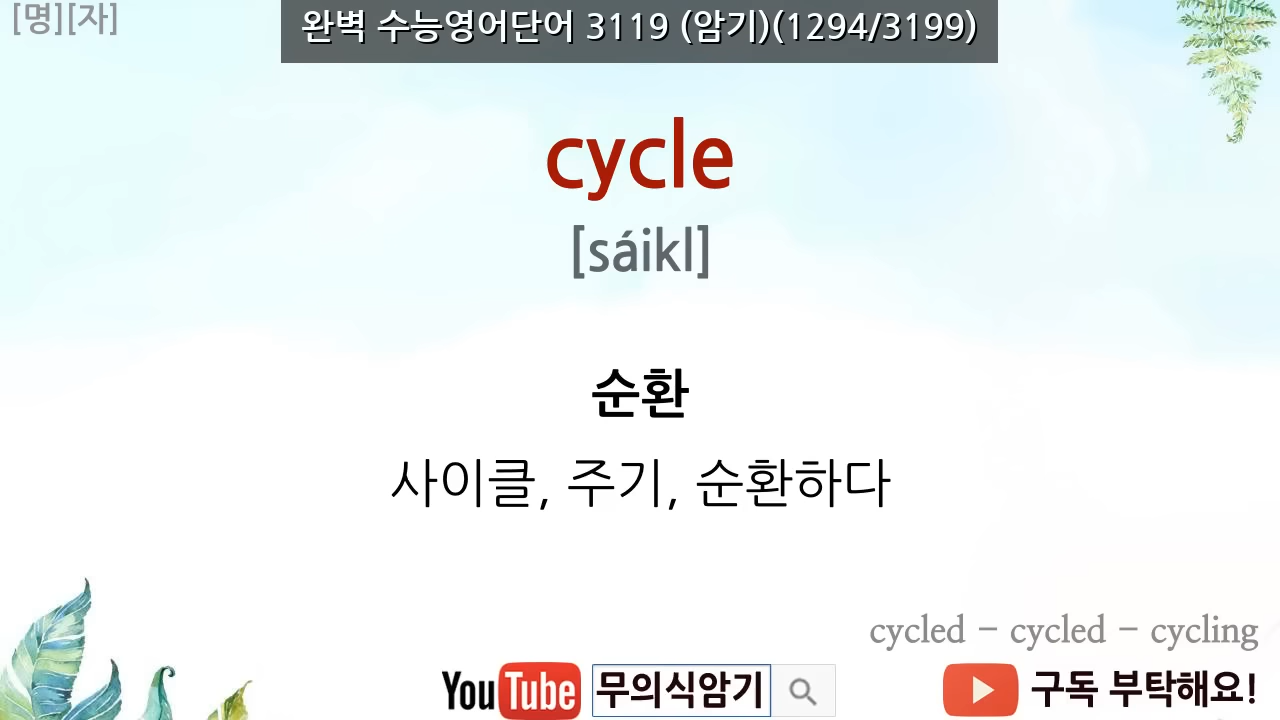 [명][자]
완벽 수능영어단어 3119 (암기)(1294/3199)
cycle
[sáikl]
순환
사이클, 주기, 순환하다
cycled - cycled - cycling
YouTube 무의식암기
구독 부탁해요!